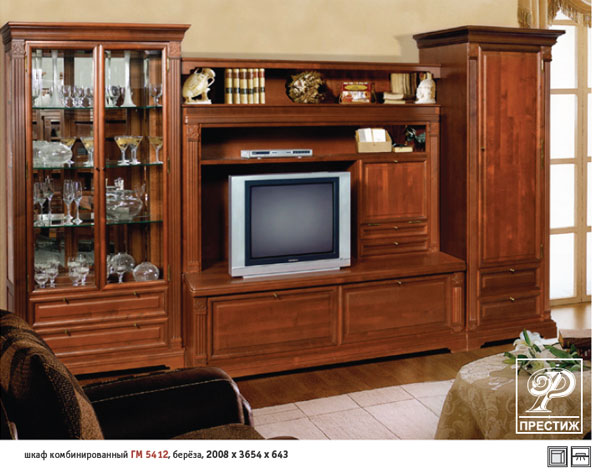 ПРЕСТИЖ
шкаф комбинированный ГМ 5412, берёза, 2008 x 3654 x 643